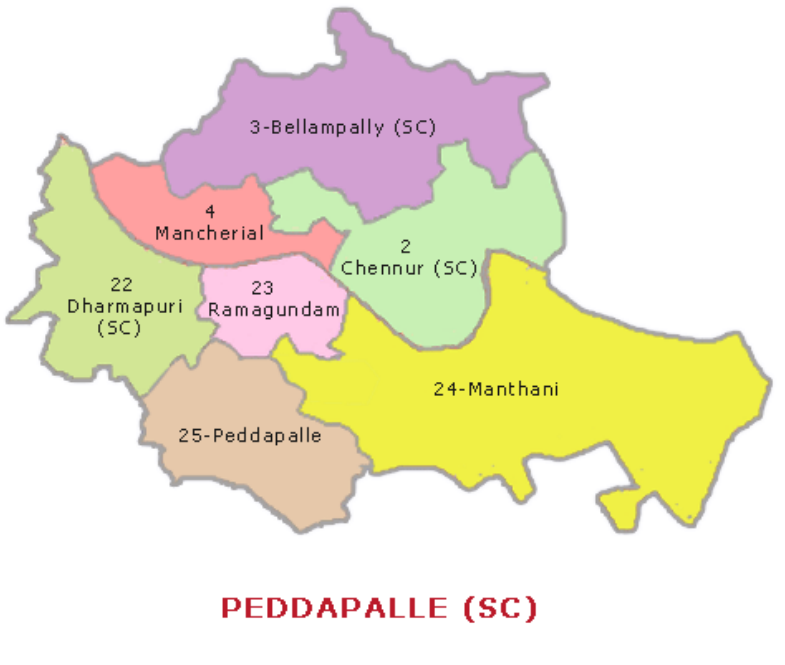 3-Bellampally (SC)
4
Mancherial
2
Chennur (SC)
22
Dharmapuri
(SC)
23
Ramagundam
24-Manthani
25-Peddapalle
PEDDAPALLE (SC)